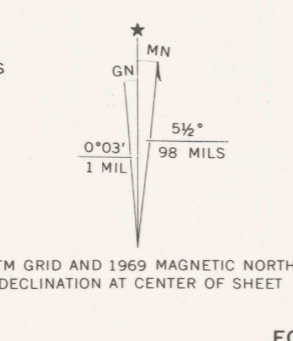 ★
MN
GN
5½°
98 MILS
0°03'
1 MIL
TM GRID AND 1969 MAGNETIC NORTH
DECLINATION AT CENTER OF SHEET